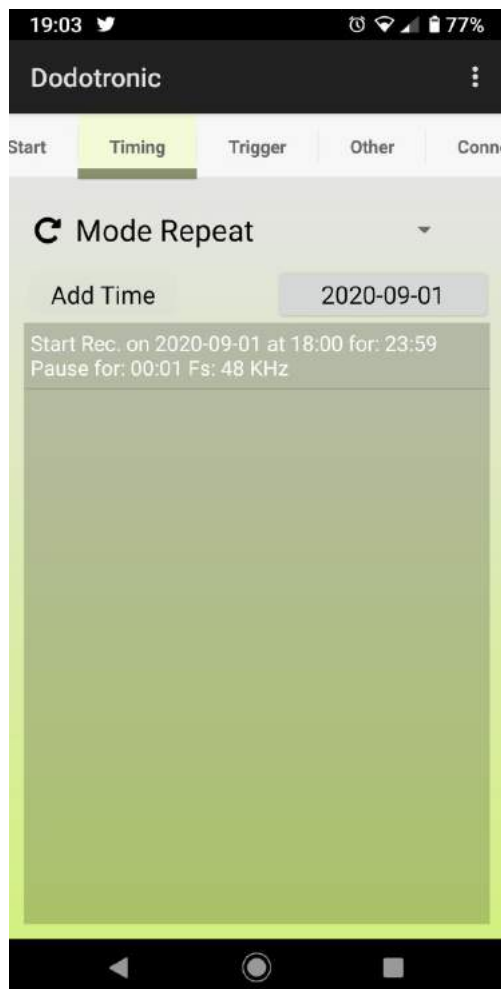 19:03 77%
Dodotronic
Start Timing Trigger Other Conn
Mode Repeat
Add Time 2020-09-01
Start Rec. on 2020-09-01 at 18:00 for: 23:59
Pause for: 00:01 Fs: 48 KHz